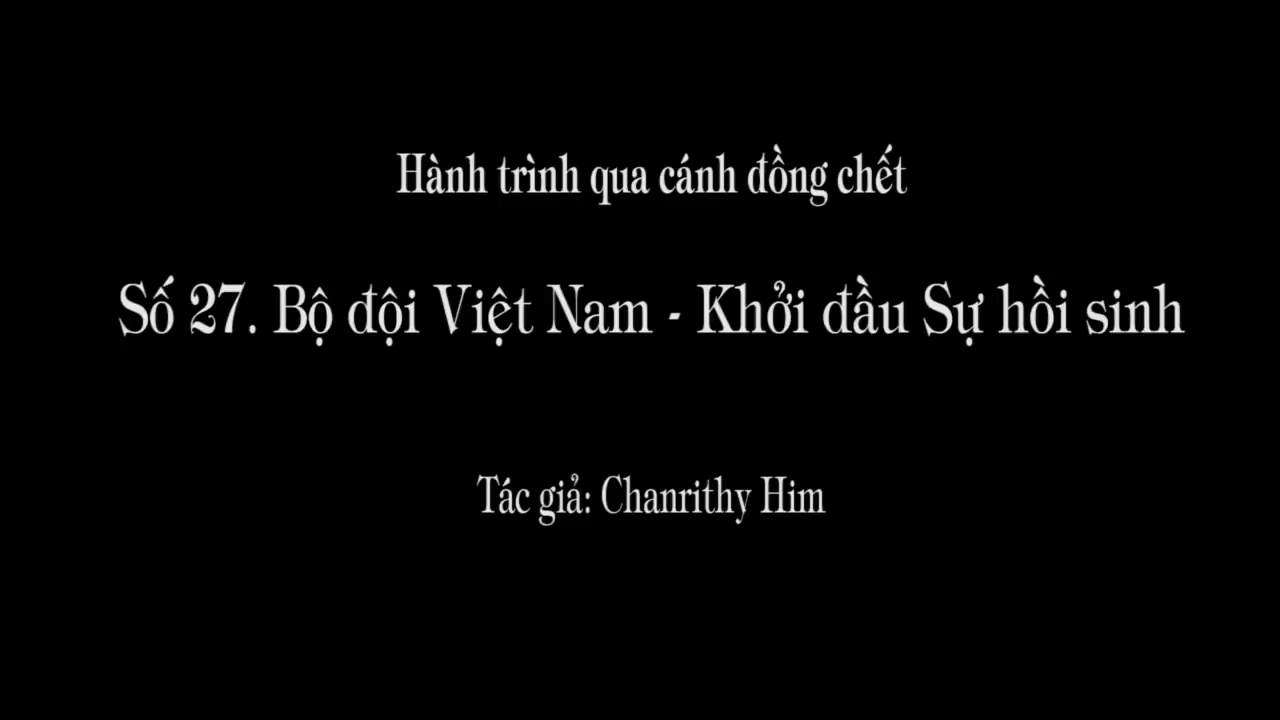 Hành trình qua cánh đồng chết
Số 27. Bộ đội Việt Nam - Khởi đầu Sự hồi sinh
Tác giả: Chanrithy Him